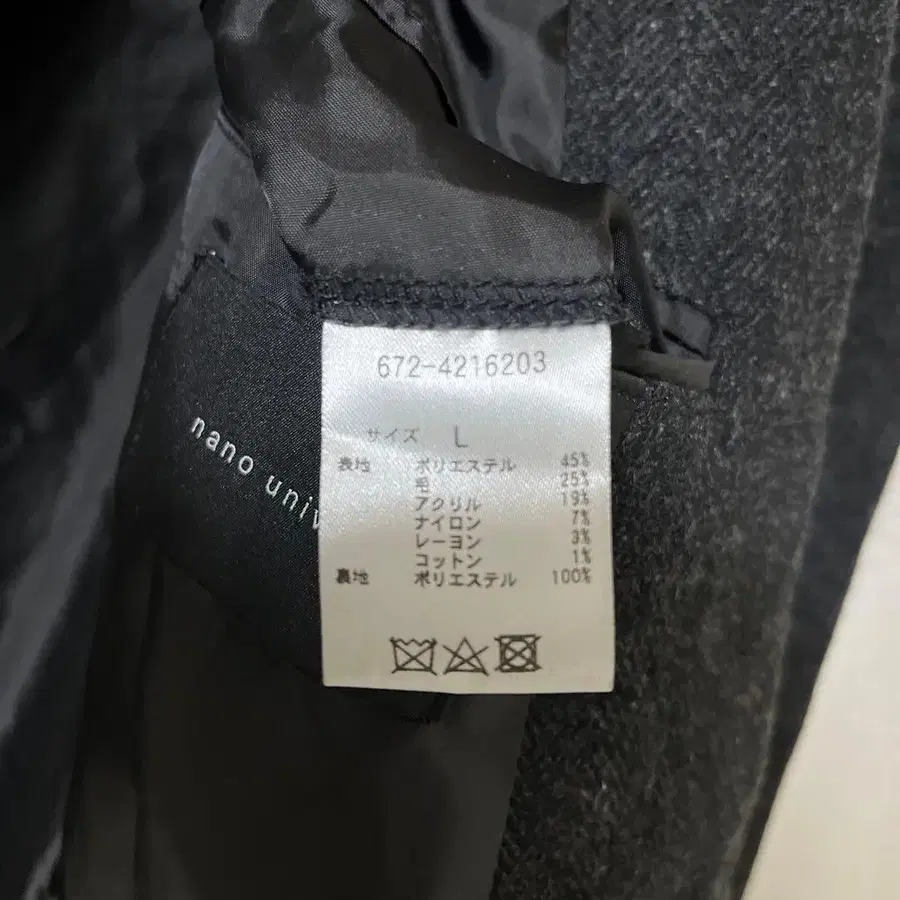 672-4216203
サイズ L
表地 ポリエステル 45%
毛 25%
アクリル 19%
ナイロン 7%
レーヨン 3%
コットン 1%
裏地 ポリエステル 100%
nano univ